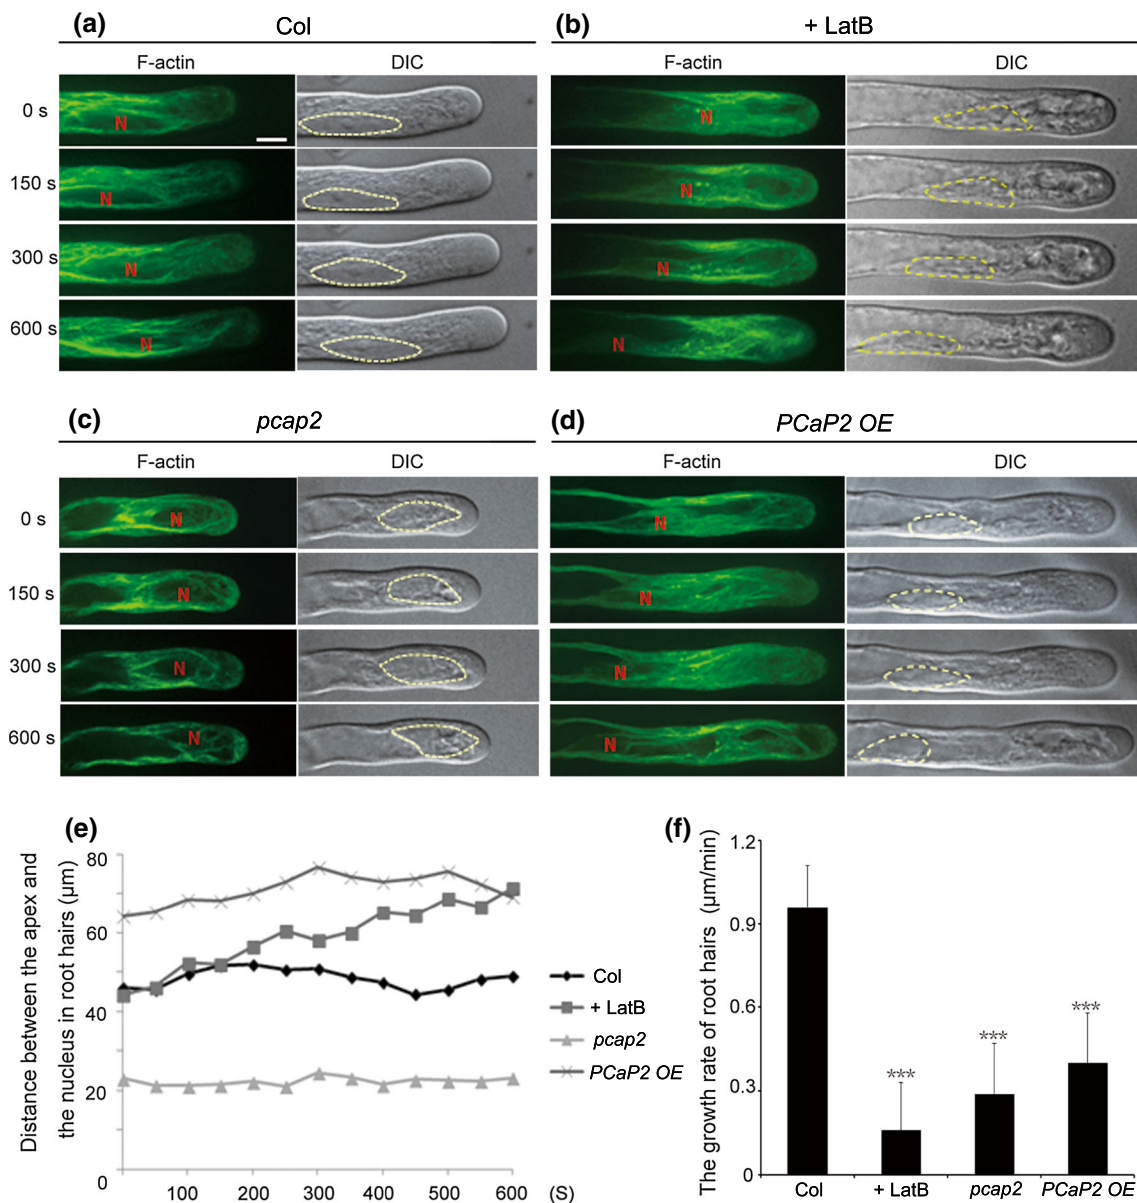 (a) Col
F-actin DIC
0 s N
150 s N
300 s N
600 s N
(b) + LatB
F-actin DIC
N
N
N
N
(c) pcap2
F-actin DIC
0 s N
150 s N
300 s N
600 s N
(d) PCaP2 OE
F-actin DIC
N
N
N
N
(e)
Distance between the apex and
the nucleus in root hairs (µm)
80
60
40
20
0
100 200 300 400 500 600 (S)
Col
+ LatB
pcap2
PCaP2 OE
(f)
The growth rate of root hairs (µm/min)
1.2
0.9
0.6
0.3
0
***
***
***
Col + LatB pcap2 PCaP2 OE